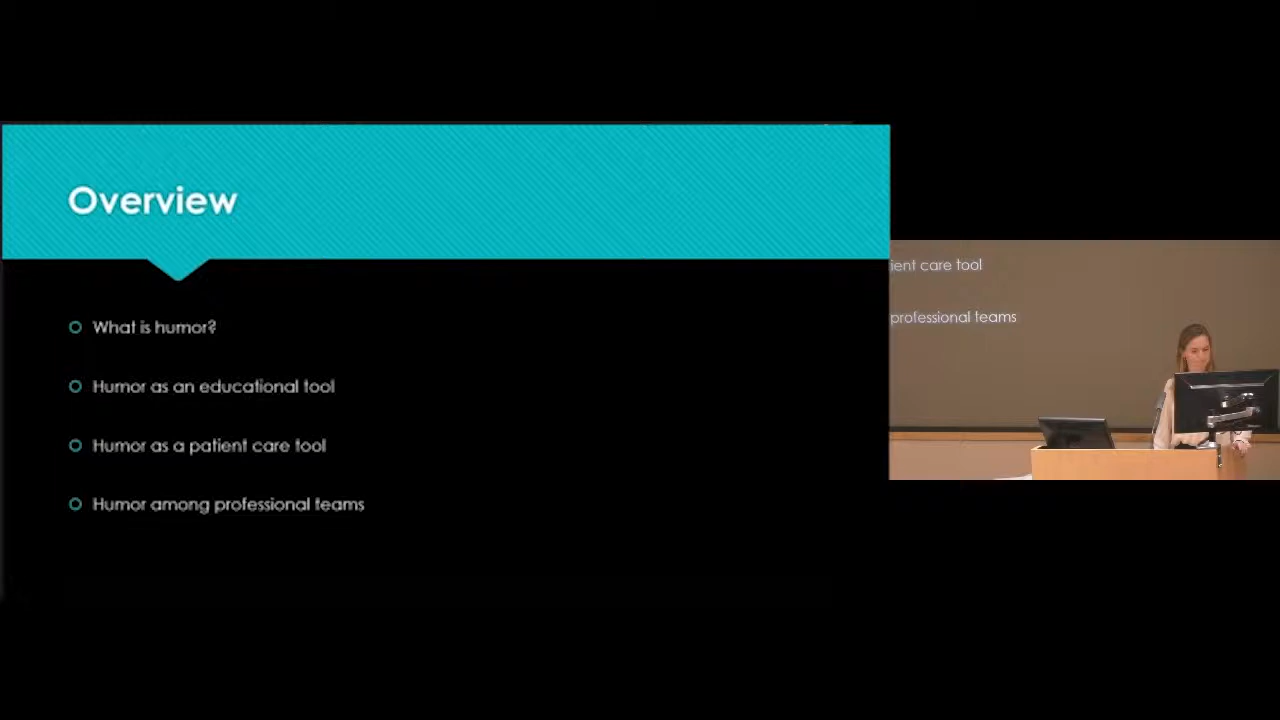 Overview
What is humor?
Humor as an educational tool
Humor as a patient care tool
Humor among professional teams
ient care tool
professional teams